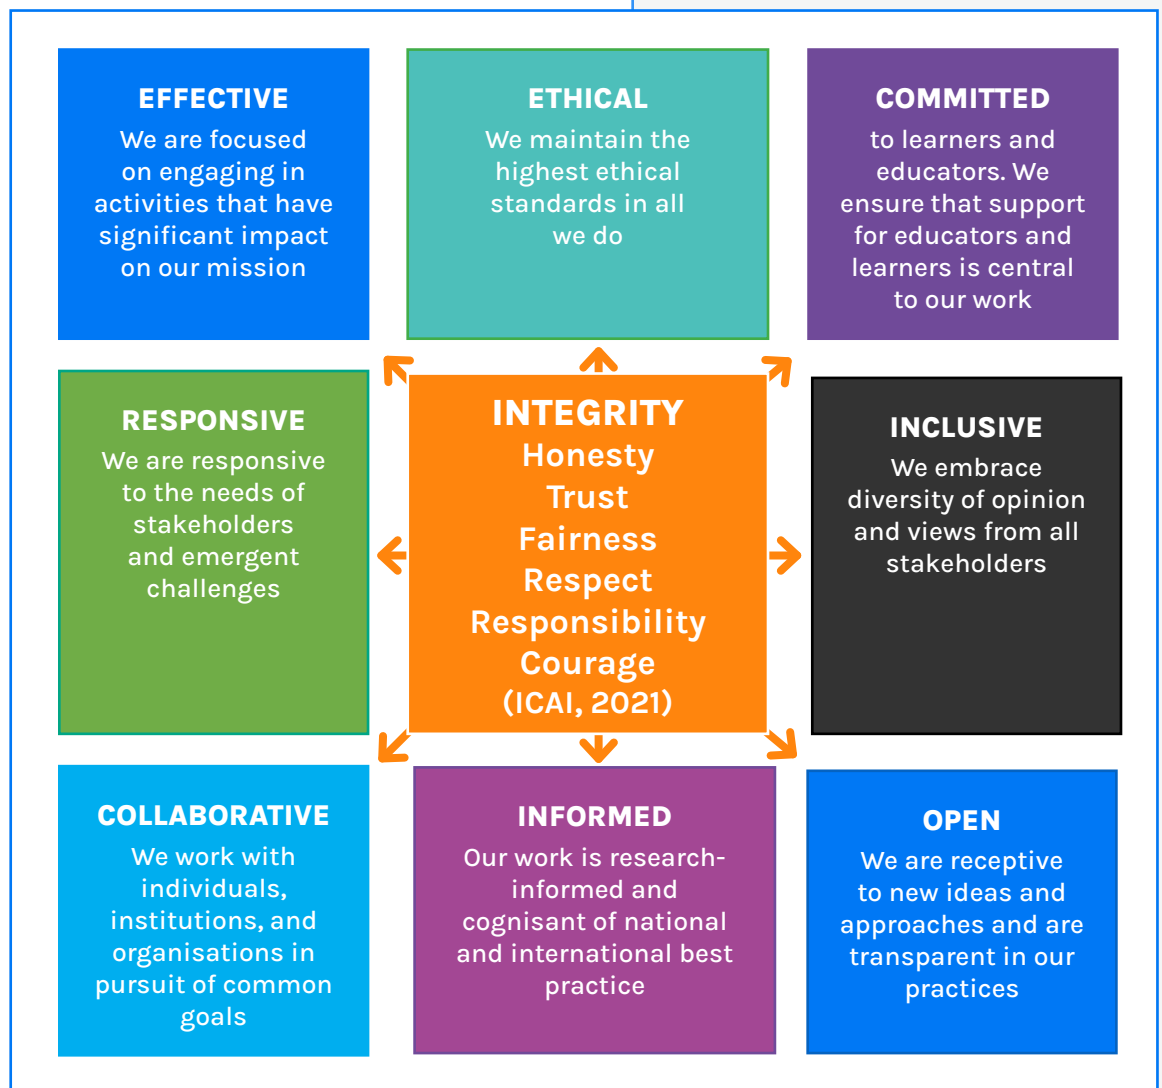 EFFECTIVE
We are focused
on engaging in
activities that have
significant impact
on our mission
ETHICAL
We maintain the
highest ethical
standards in all
we do
COMMITTED
to learners and
educators. We
ensure that support
for educators and
learners is central
to our work
RESPONSIVE
We are responsive
to the needs of
stakeholders
and emergent
challenges
INTEGRITY
Honesty
Trust
Fairness
Respect
Responsibility
Courage
(ICAI, 2021)
INCLUSIVE
We embrace
diversity of opinion
and views from all
stakeholders
COLLABORATIVE
We work with
individuals,
institutions, and
organisations in
pursuit of common
goals
INFORMED
Our work is research-
informed and
cognisant of national
and international best
practice
OPEN
We are receptive
to new ideas and
approaches and are
transparent in our
practices